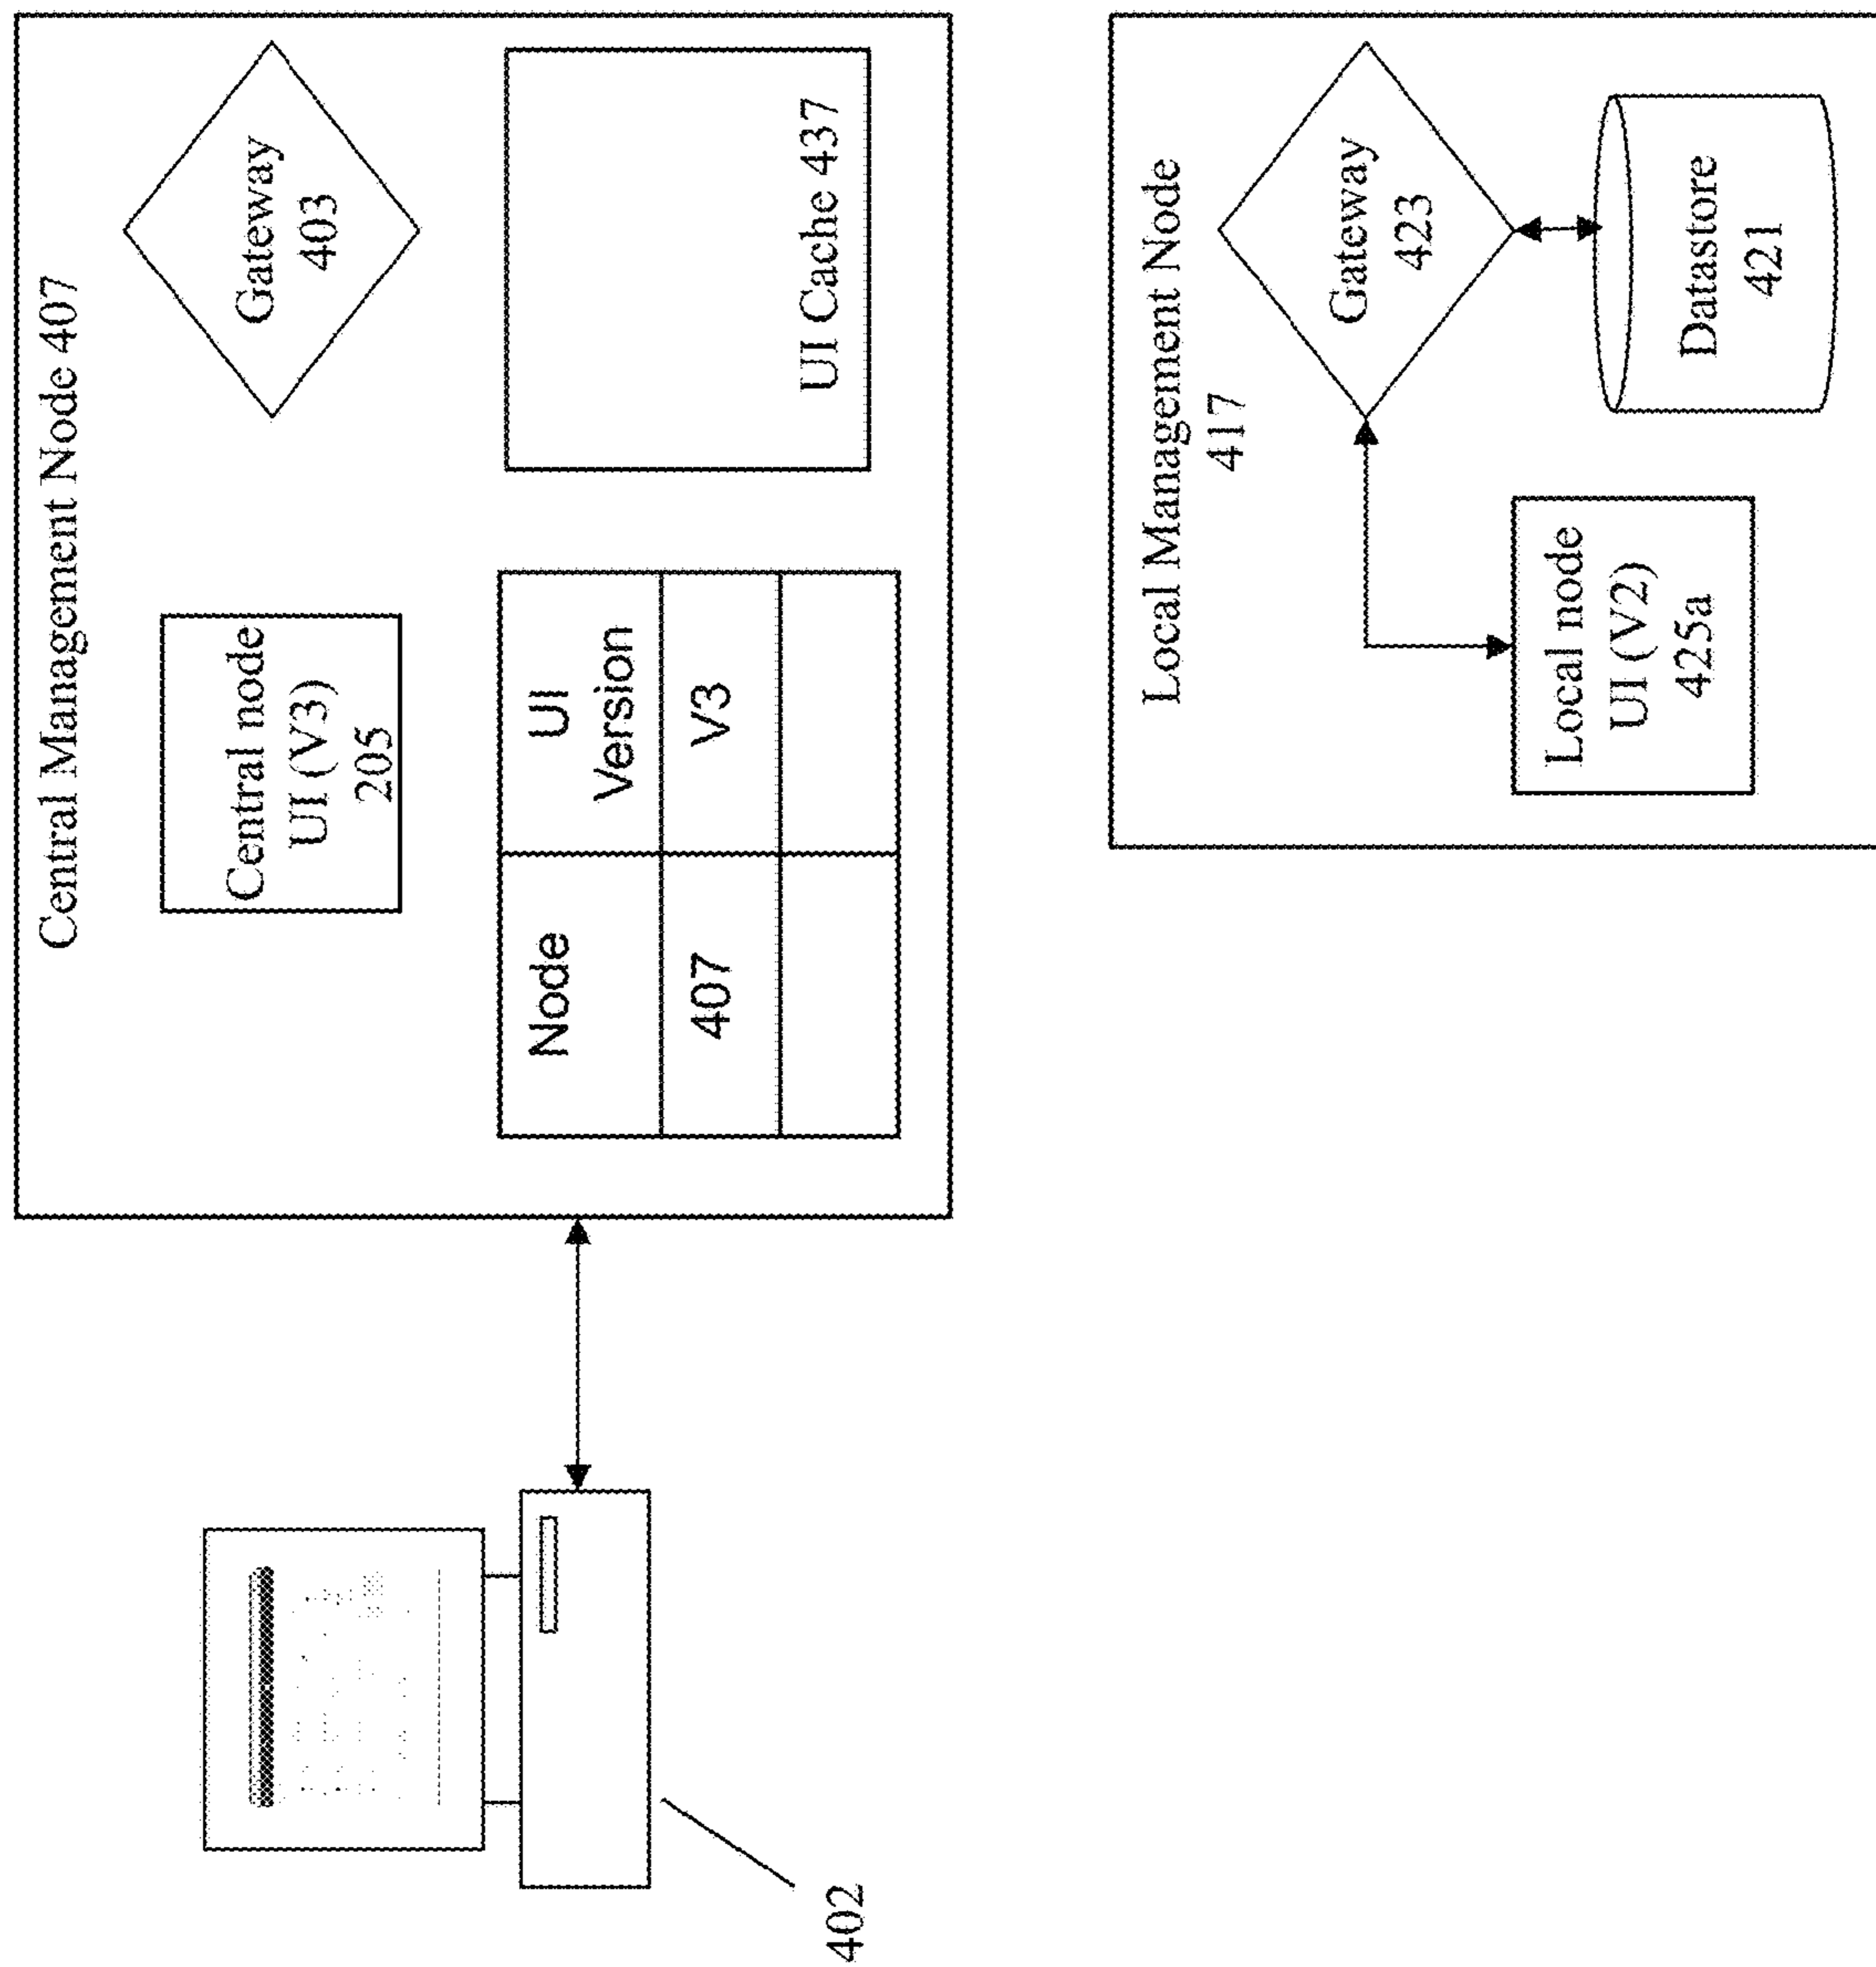 Central Management Node 407
Central node
UI (V3)
205
Gateway
403
Node
UI
Version
407
V3
UI Cache 437
402
Local Management Node
417
Gateway
423
Local node
UI (V2)
425a
Datastore
421